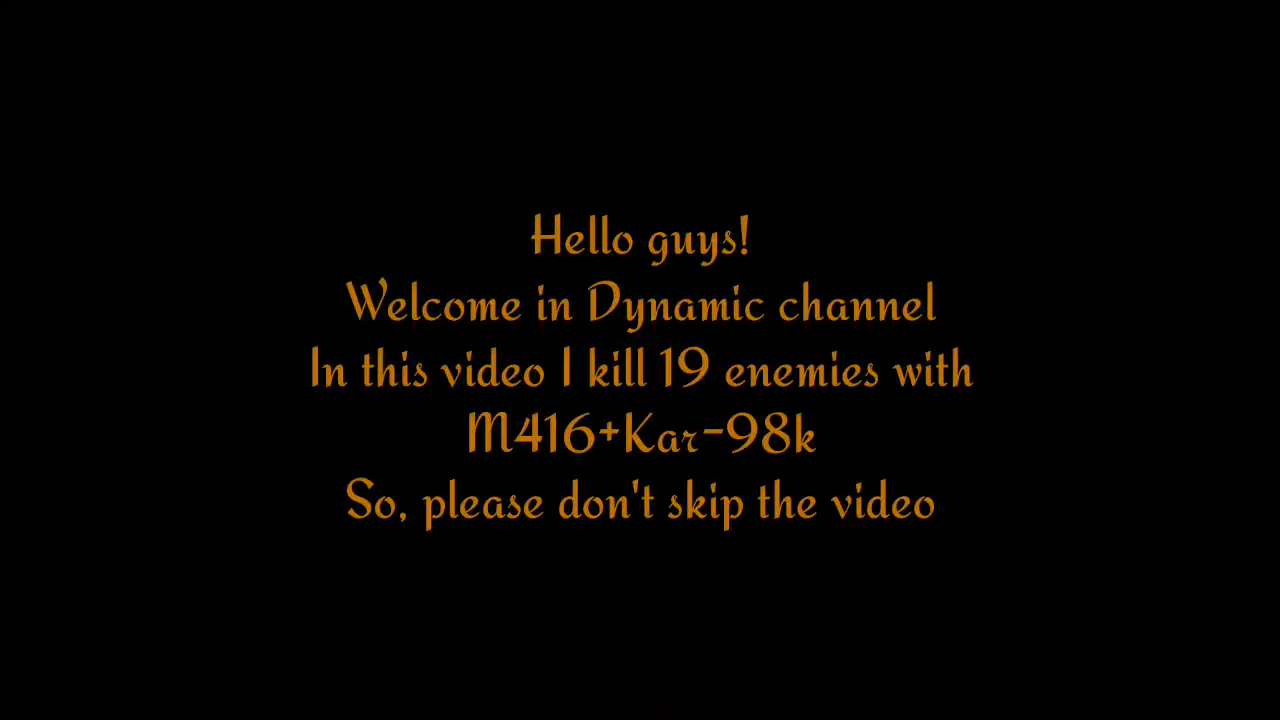 Hello guys!
Welcome in Dynamic channel
In this video I kill 19 enemies with
M416+Kar-98k
So, please don't skip the video